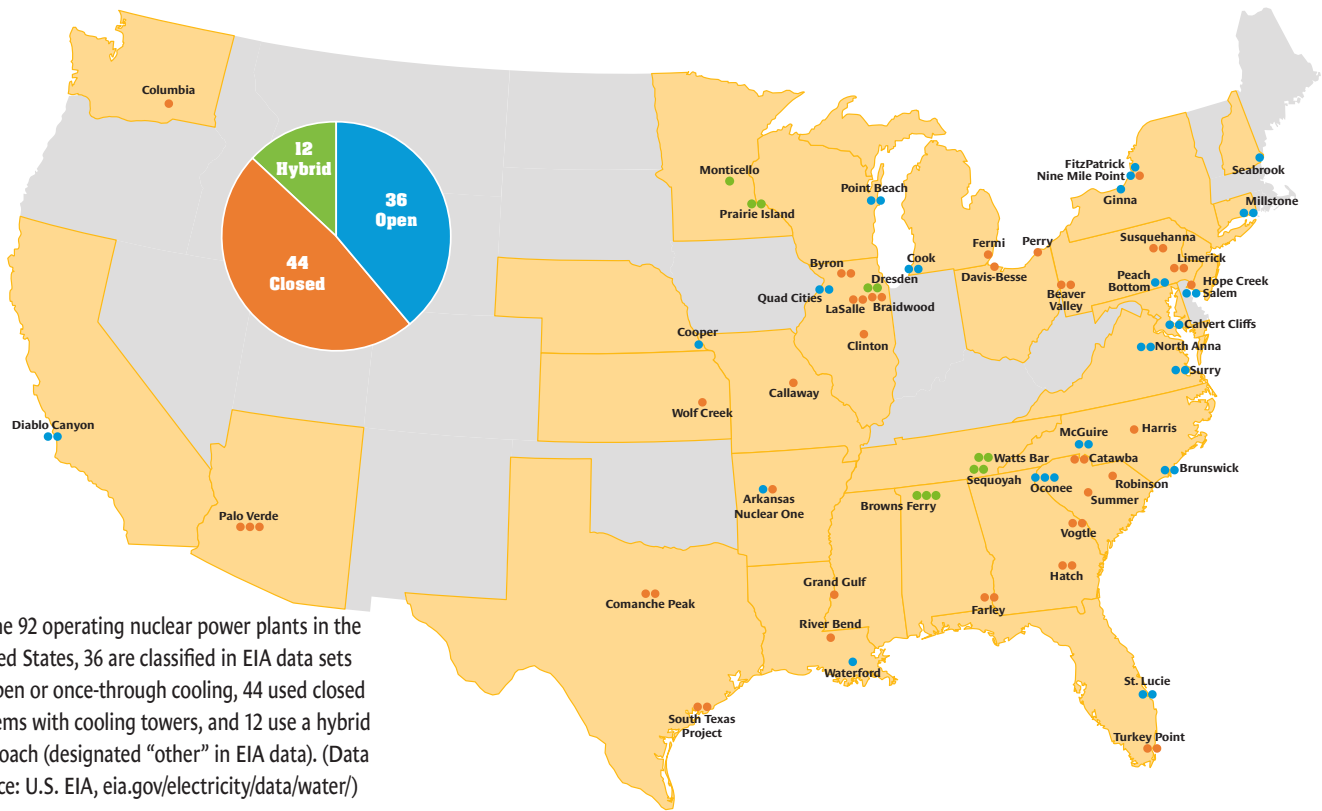 Columbia
12
Hybrid
36
Open
44
Closed
Monticello
Prairie Island
Point Beach
FitzPatrick
Nine Mile Point
Ginna
Seabrook
Millstone
Byron
Dresden
Quad Cities
LaSalle
Braidwood
Clinton
Cook
Fermi
Davis-Besse
Perry
Susquehanna
Limerick
Beaver
Valley
Peach
Bottom
Hope Creek
Salem
Calvert Cliffs
North Anna
Surry
Cooper
Callaway
Wolf Creek
Diablo Canyon
Palo Verde
McGuire
Harris
Watts Bar
Catawba
Brunswick
Sequoyah
Oconee
Robinson
Summer
Arkansas
Nuclear One
Browns Ferry
Vogtle
Hatch
Comanche Peak
Grand Gulf
Farley
River Bend
Waterford
St. Lucie
South Texas
Project
Turkey Point
ne 92 operating nuclear power plants in the
ed States, 36 are classified in EIA data sets
pen or once-through cooling, 44 used closed
ems with cooling towers, and 12 use a hybrid
oach (designated “other” in EIA data). (Data
ce: U.S. EIA, eia.gov/electricity/data/water/)